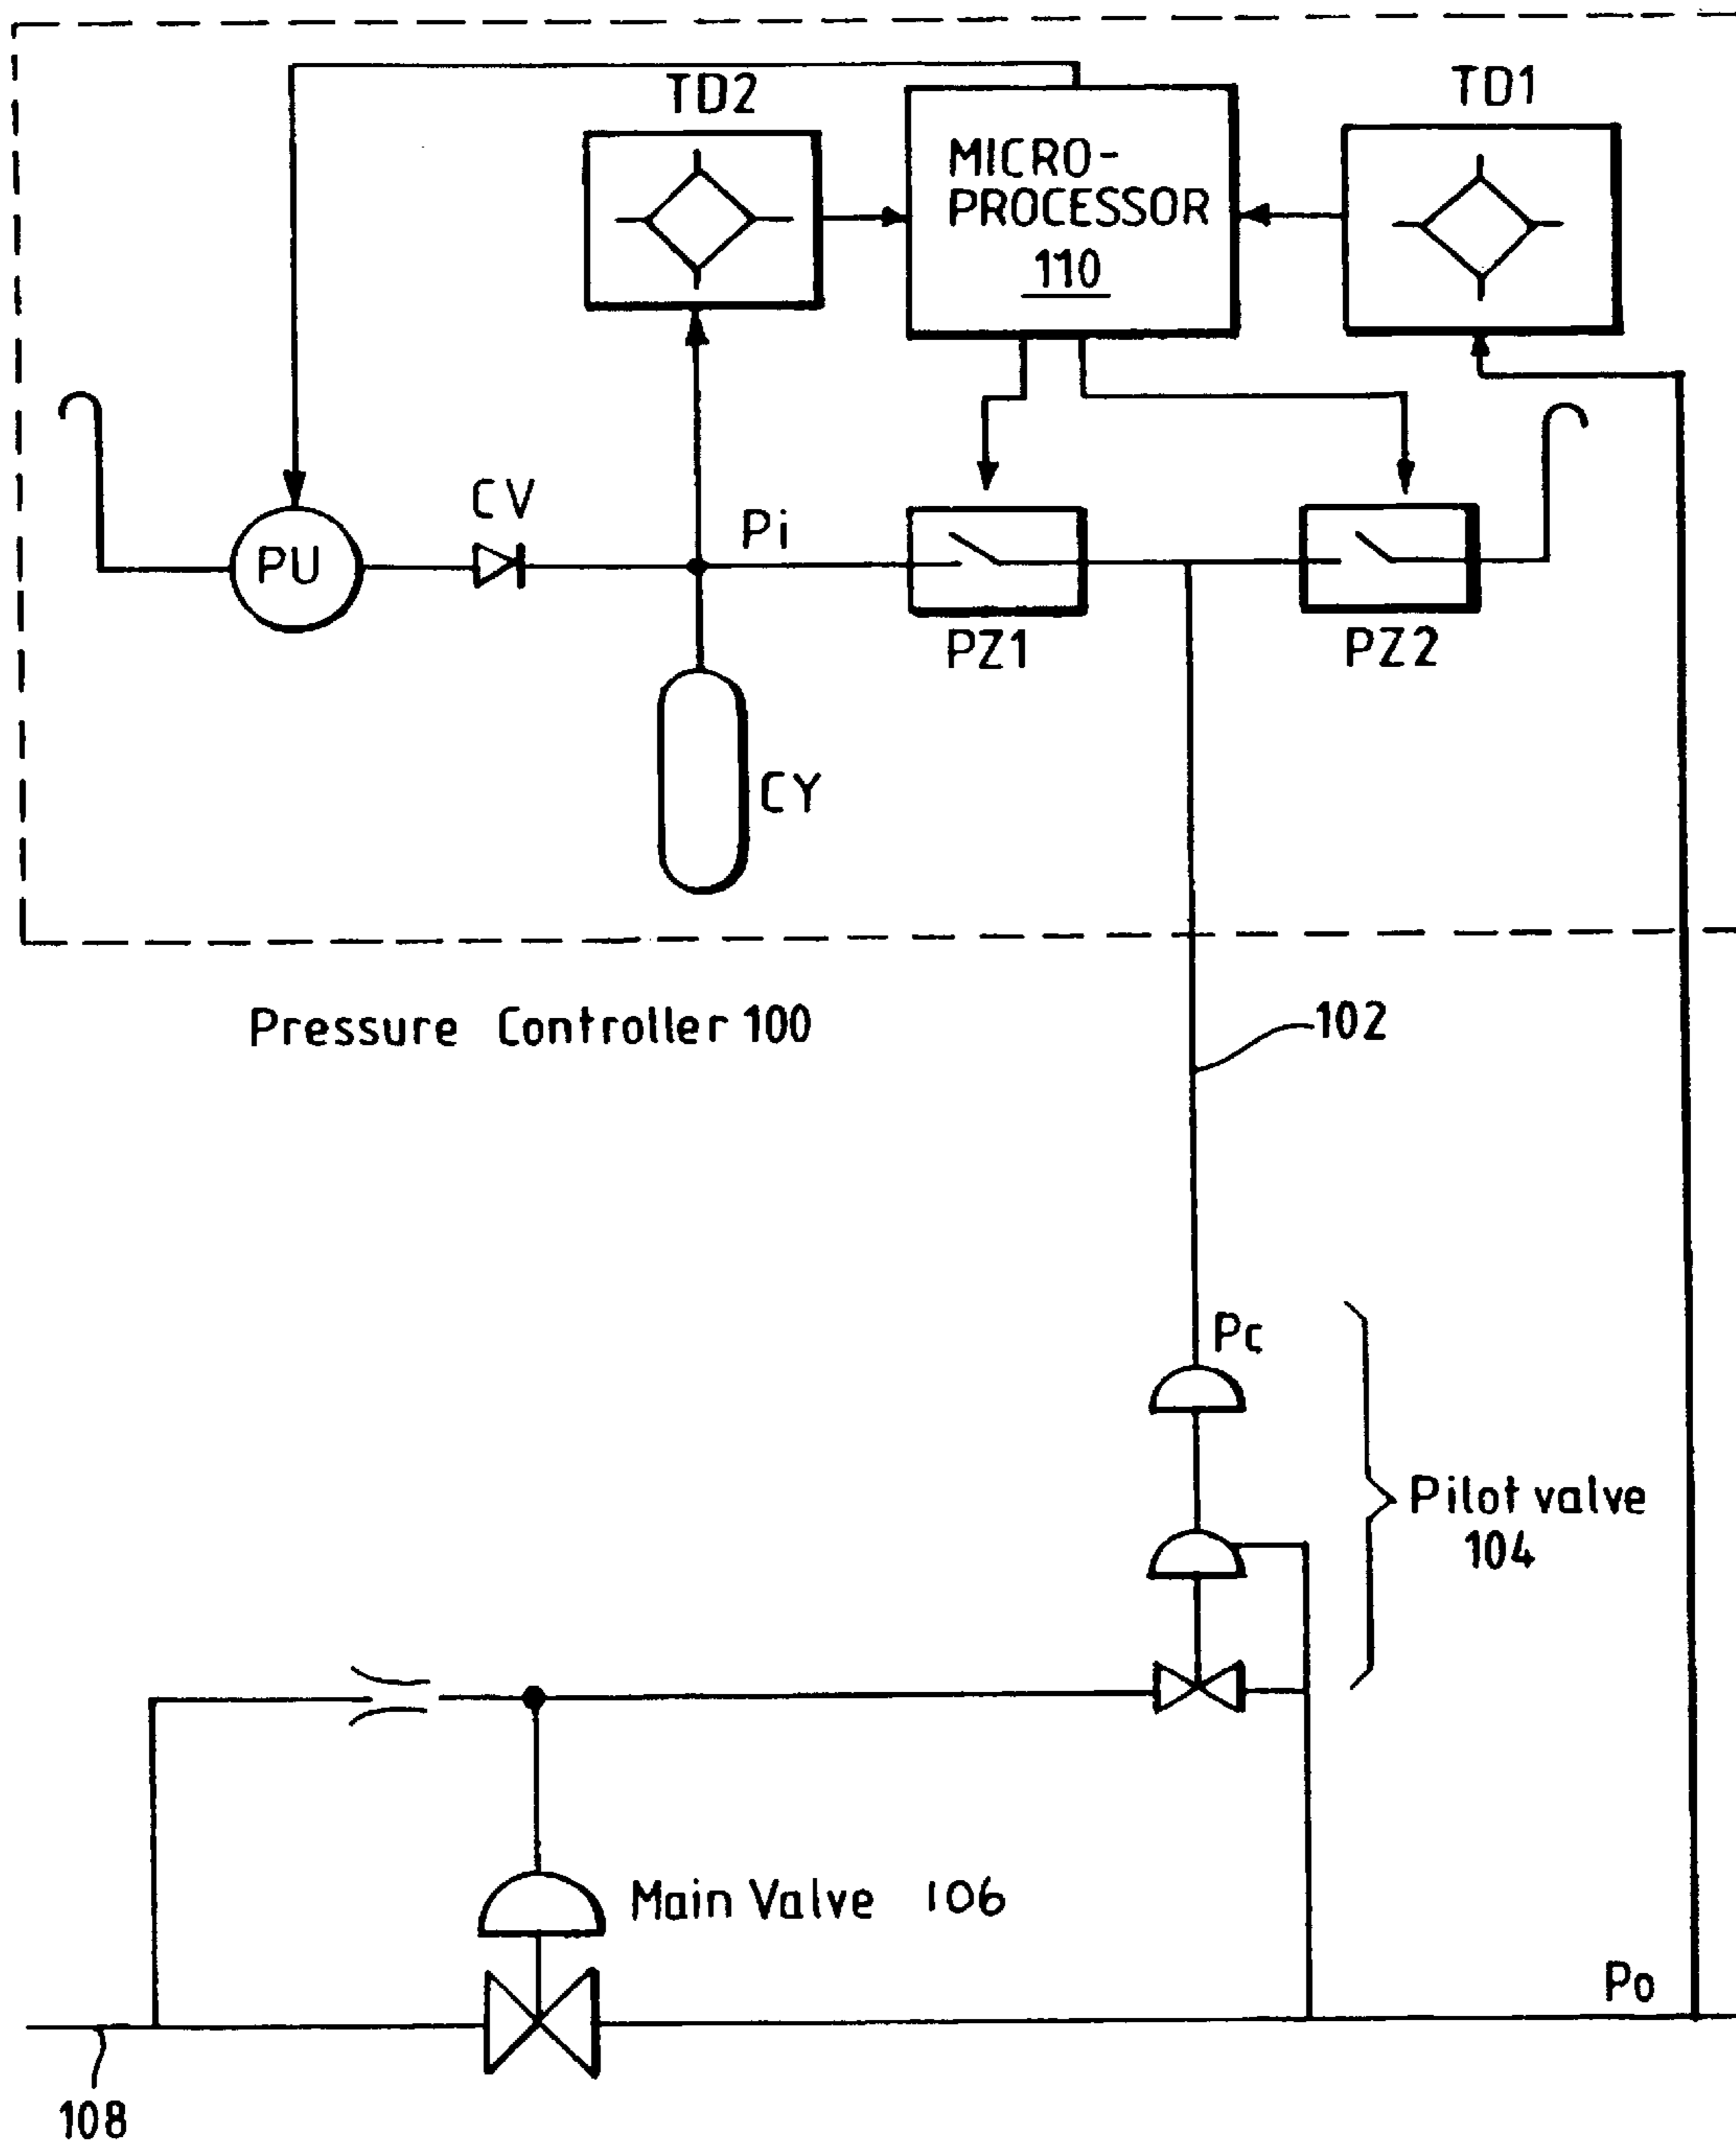 TD2
TD1
MICRO-
PROCESSOR
110
CV
Pi
PU
PZ1
PZ2
CY
Pressure Controller 100
102
Pc
Pilot valve
104
Main Valve 106
Po
108